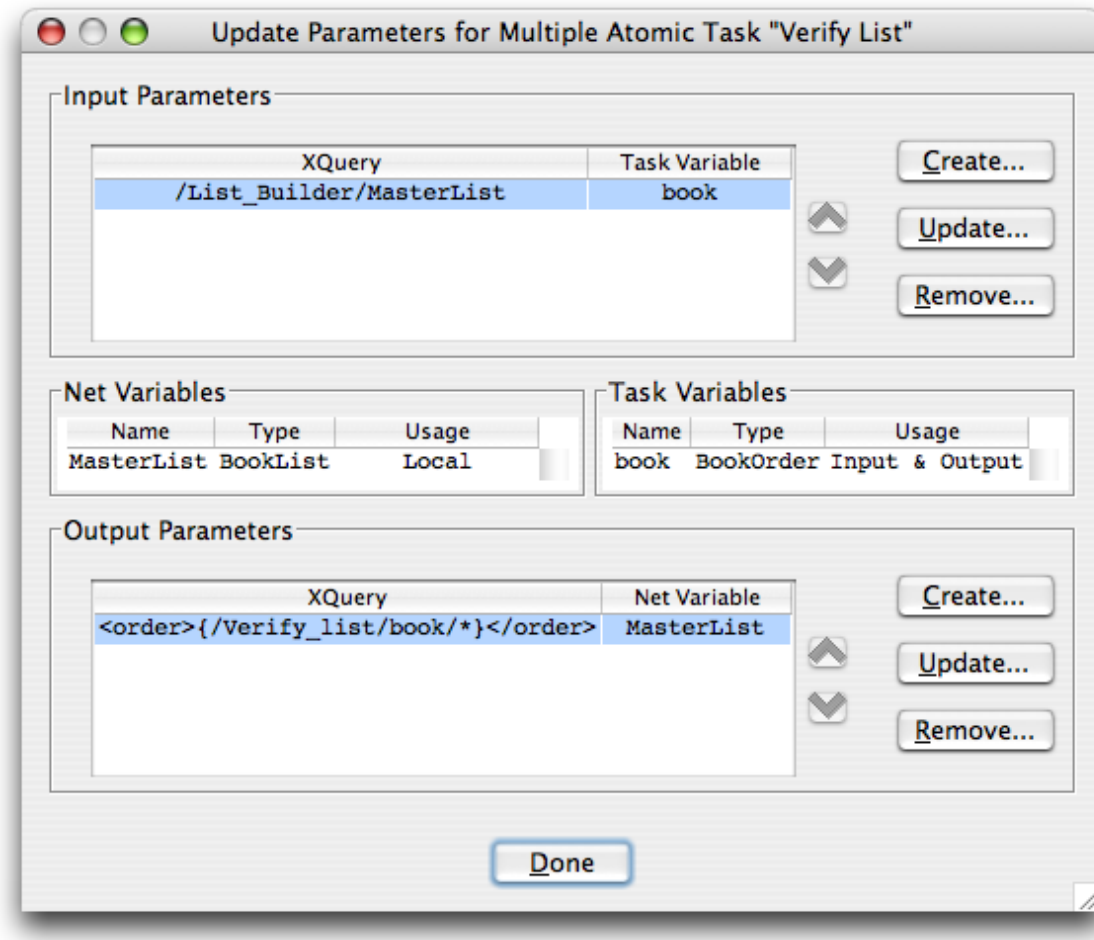 Update Parameters for Multiple Atomic Task "Verify List"
Input Parameters
XQuery Task Variable
/List_Builder/MasterList book
Create...
Update...
Remove...
Net Variables
Name Type Usage
MasterList BookList Local
Task Variables
Name Type Usage
book BookOrder Input & Output
Output Parameters
XQuery Net Variable
<order>{/Verify_list/book/*}</order> MasterList
Create...
Update...
Remove...
Done